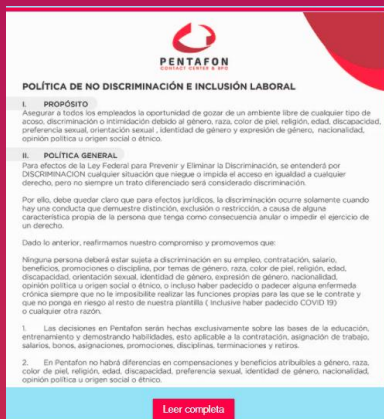 PENTAFON
CONTACT CENTER & BPO
POLÍTICA DE NO DISCRIMINACIÓN E INCLUSIÓN LABORAL
I. PROPÓSITO
Asegurar a todos los empleados la oportunidad de gozar de un ambiente libre de cualquier tipo de
acoso, discriminación o intimidación debido al género, raza, color de piel, religión, edad, discapacidad,
preferencia sexual, orientación sexual , identidad de género y expresión de género, nacionalidad,
opinión política u origen social o étnico.
II. POLÍTICA GENERAL
Para efectos de la Ley Federal para Prevenir y Eliminar la Discriminación, se entenderá por
DISCRIMINACION cualquier situación que niegue o impida el acceso en igualdad a cualquier
derecho, pero no siempre un trato diferenciado será considerado discriminación.
Por ello, debe quedar claro que para efectos jurídicos, la discriminación ocurre solamente cuando
hay una conducta que demuestre distinción, exclusión o restricción, a causa de alguna
característica propia de la persona que tenga como consecuencia anular o impedir el ejercicio de
un derecho.
Dado lo anterior, reafirmamos nuestro compromiso y promovemos que:
Ninguna persona deberá estar sujeta a discriminación en su empleo, contratación, salario,
beneficios, promociones o disciplina, por temas de género, raza, color de piel, religión, edad,
discapacidad, orientación sexual, identidad de género, expresión de género, nacionalidad,
opinión política u origen social o étnico, o incluso haber padecido o padecer alguna enfermedad
crónica siempre que no le imposibilite realizar las funciones propias para las que se le contrate y
que no ponga en riesgo al resto de nuestra plantilla ( Inclusive haber padecido COVID 19)
o cualquier otra razón.
1. Las decisiones en Pentafon serán hechas exclusivamente sobre las bases de la educación,
entrenamiento y demostrando habilidades, esto aplicable a la contratación, asignación de trabajo,
salarios, bonos, asignaciones, promociones, disciplinas, terminaciones y retiros.
2. En Pentafon no habrá diferencias en compensaciones y beneficios atribuibles a género, raza,
color de piel, religión, edad, discapacidad, preferencia sexual, identidad de género, nacionalidad,
opinión política u origen social o étnico.
Leer completa